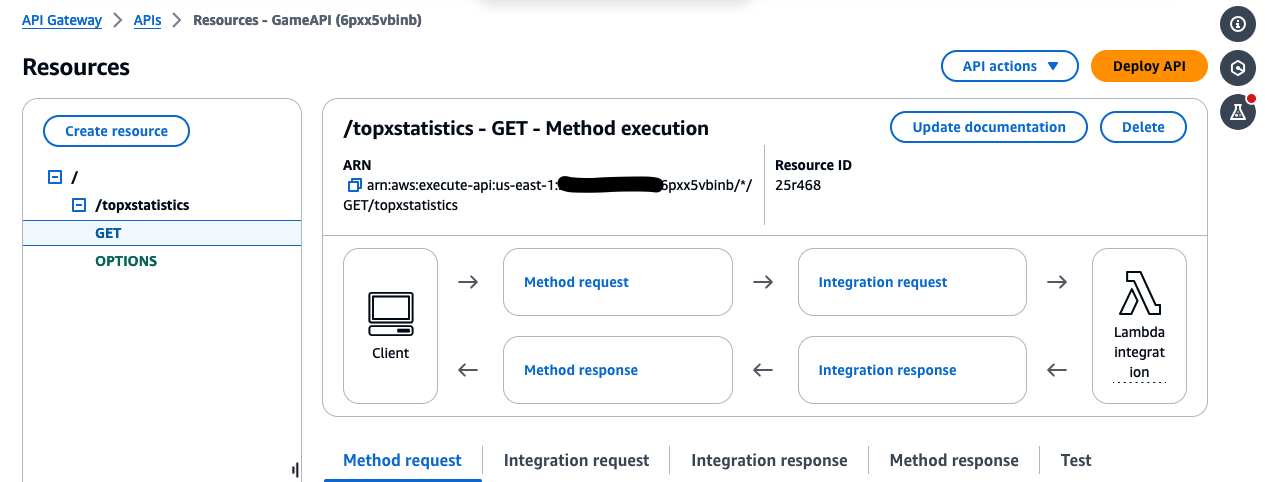 API Gateway > APIs > Resources - GameAPI (6pxx5vbinb)
Resources
API actions ▼
Deploy API
Create resource
/
/topxstatistics
GET
OPTIONS
/topxstatistics - GET - Method execution
Update documentation
Delete
ARN
arn:aws:execute-api:us-east-1: 6pxx5vbinb/*/
GET/topxstatistics
Resource ID
25r468
Client
Method request
Integration request
Method response
Integration response
Lambda
integrat
ion
Method request
Integration request
Integration response
Method response
Test